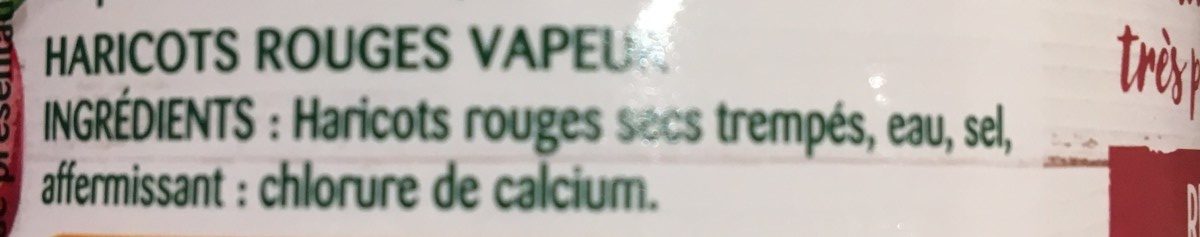 HARICOTS ROUGES VAPEUR
INGRÉDIENTS : Haricots rouges secs trempés, eau, sel,
affermissant : chlorure de calcium.
très